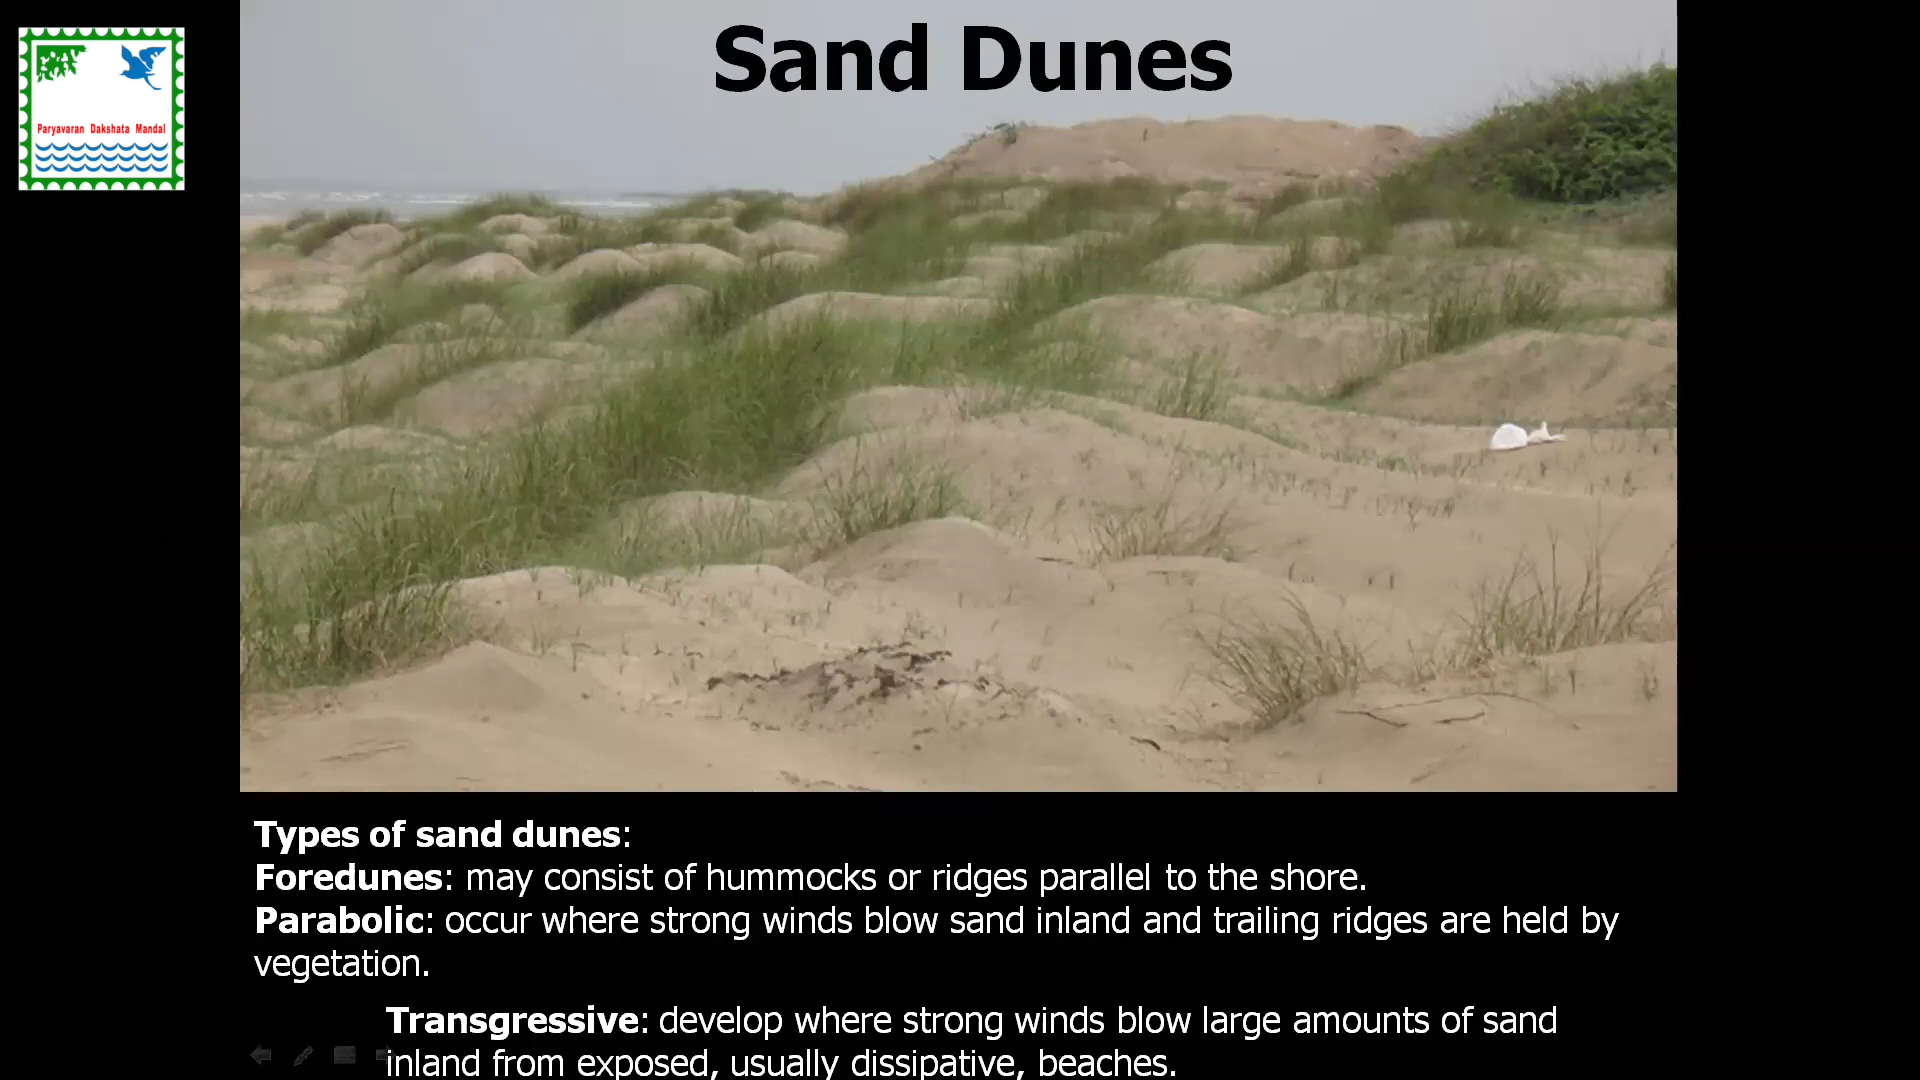 Sand Dunes
Paryavaran Dakshata Mandal
Types of sand dunes:
Foredunes: may consist of hummocks or ridges parallel to the shore.
Parabolic: occur where strong winds blow sand inland and trailing ridges are held by
vegetation.
Transgressive: develop where strong winds blow large amounts of sand
inland from exposed, usually dissipative, beaches.